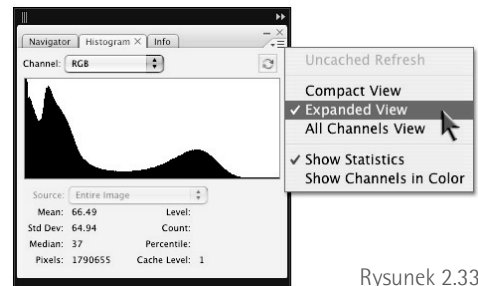 Navigator Histogram × Info
Channel: RGB
Uncached Refresh
Compact View
✓ Expanded View
All Channels View
✓ Show Statistics
Show Channels in Color
Source: Entire Image
Mean: 66.49 Level:
Std Dev: 64.94 Count:
Median: 37 Percentile:
Pixels: 1790655 Cache Level: 1
Rysunek 2.33